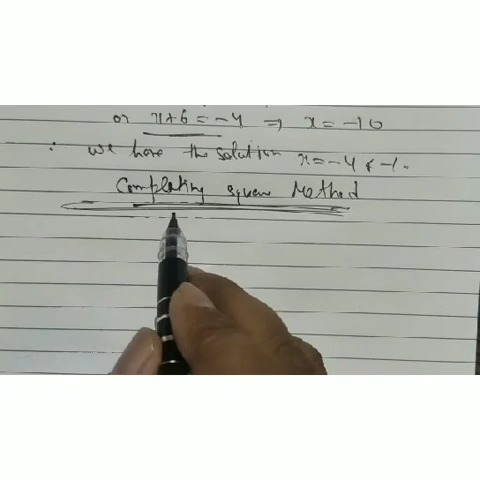 or x+6 = -4 ⇒ x = -10
∴ We have the solution x = -4 & -1
Completing square Method